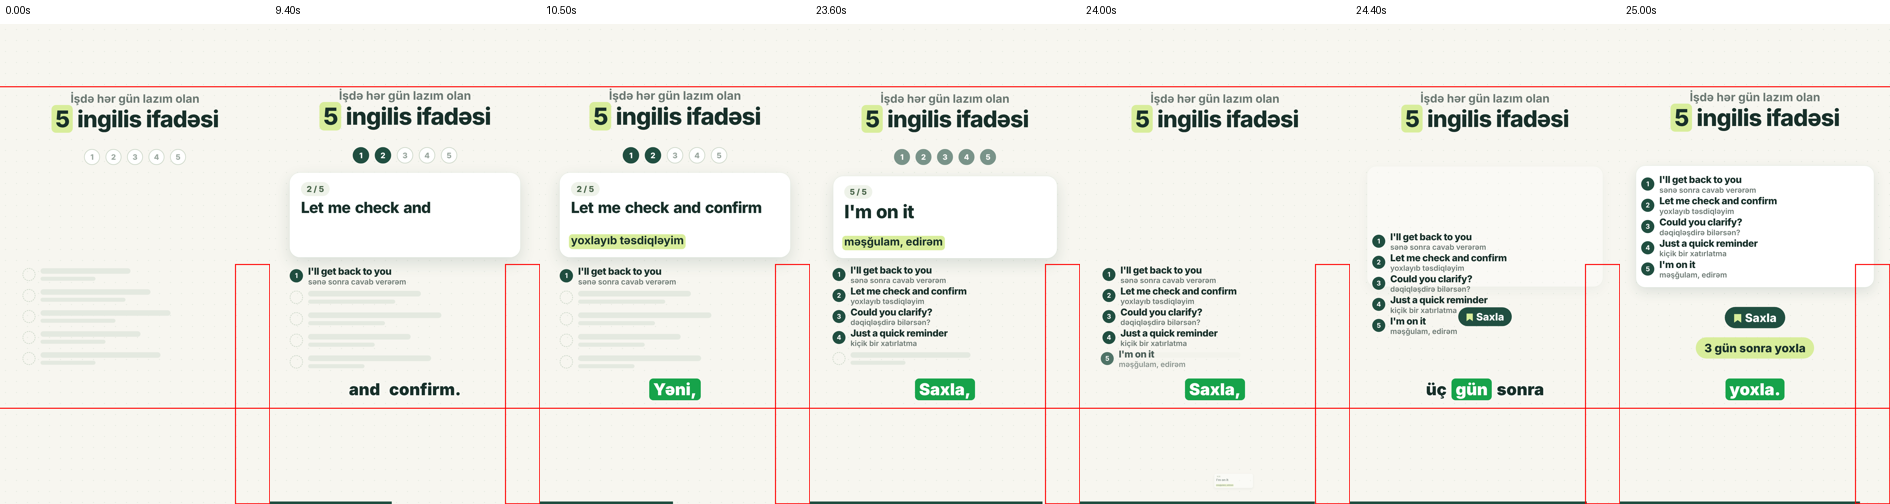 0.00s
İşdə hər gün lazım olan
5 ingilis ifadəsi
1 2 3 4 5
9.40s
İşdə hər gün lazım olan
5 ingilis ifadəsi
1 2 3 4 5
2 / 5
Let me check and
1 I'll get back to you
sənə sonra cavab verərəm
and confirm.
10.50s
İşdə hər gün lazım olan
5 ingilis ifadəsi
1 2 3 4 5
2 / 5
Let me check and confirm
yoxlayıb təsdiqləyim
1 I'll get back to you
sənə sonra cavab verərəm
Yəni,
23.60s
İşdə hər gün lazım olan
5 ingilis ifadəsi
1 2 3 4 5
5 / 5
I'm on it
məşğulam, edirəm
1 I'll get back to you
sənə sonra cavab verərəm
2 Let me check and confirm
yoxlayıb təsdiqləyim
3 Could you clarify?
dəqiqləşdirə bilərsən?
4 Just a quick reminder
kiçik bir xatırlatma
Saxla,
24.00s
İşdə hər gün lazım olan
5 ingilis ifadəsi
1 I'll get back to you
sənə sonra cavab verərəm
2 Let me check and confirm
yoxlayıb təsdiqləyim
3 Could you clarify?
dəqiqləşdirə bilərsən?
4 Just a quick reminder
kiçik bir xatırlatma
5 I'm on it
məşğulam, edirəm
Saxla,
24.40s
İşdə hər gün lazım olan
5 ingilis ifadəsi
1 I'll get back to you
sənə sonra cavab verərəm
2 Let me check and confirm
yoxlayıb təsdiqləyim
3 Could you clarify?
dəqiqləşdirə bilərsən?
4 Just a quick reminder
kiçik bir xatırlatma
5 I'm on it
məşğulam, edirəm
Saxla
üç gün sonra
25.00s
İşdə hər gün lazım olan
5 ingilis ifadəsi
1 I'll get back to you
sənə sonra cavab verərəm
2 Let me check and confirm
yoxlayıb təsdiqləyim
3 Could you clarify?
dəqiqləşdirə bilərsən?
4 Just a quick reminder
kiçik bir xatırlatma
5 I'm on it
məşğulam, edirəm
Saxla
3 gün sonra yoxla
yoxla.